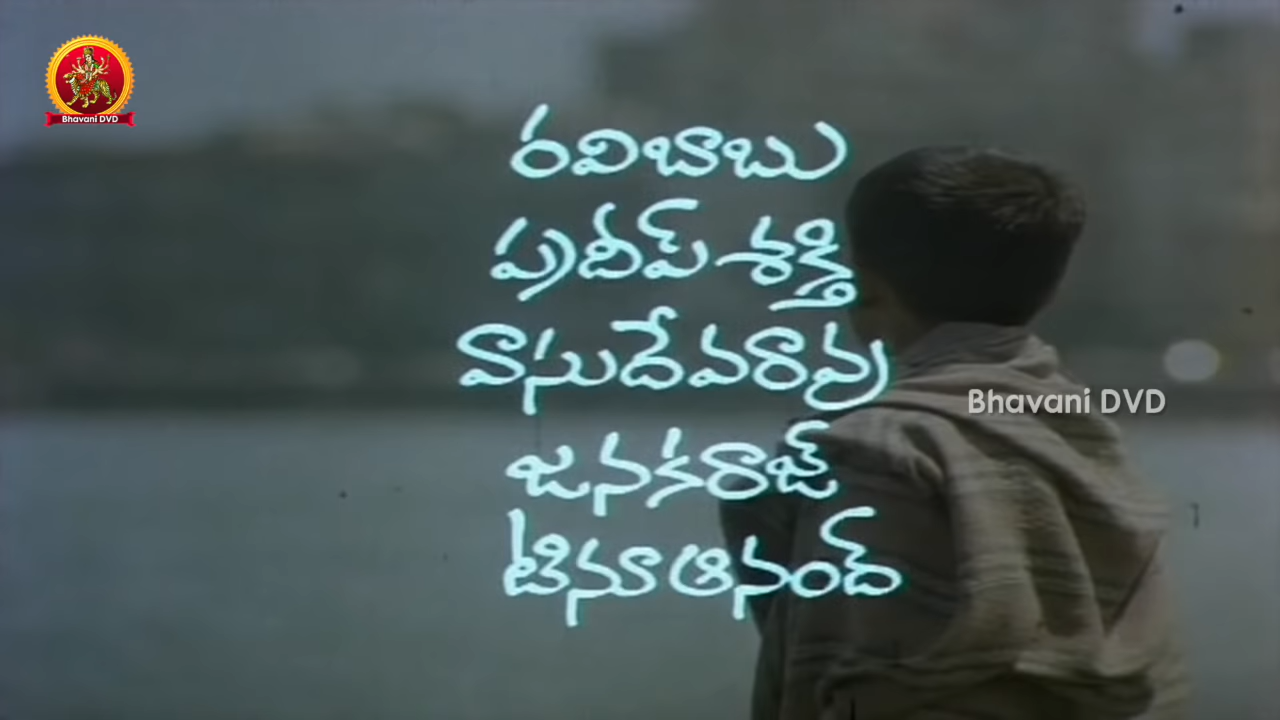 Bhavani DVD
రవిబాబు
ప్రదీప్ శక్తి
వాసుదేవరావు
Bhavani DVD
జనకరాజ్
టినూ ఆనంద్